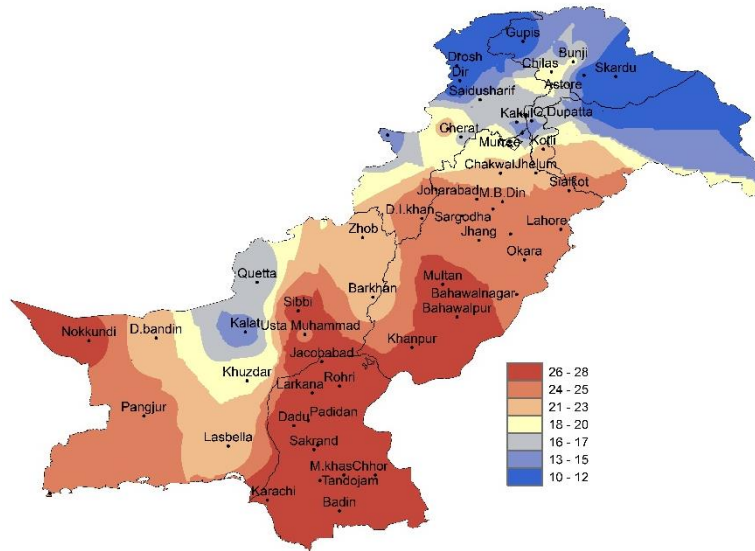 Gupis
Drosh
Bunji
Chilas
Dir
Skardu
Astore
Saidusharif
Kakul
G.Dupatta
Cherat
Murree
Kotli
Chakwal
Jhelum
Sialkot
Joharabad
M.B.Din
D.I.khan
Sargodha
Lahore
Zhob
Jhang
Okara
Quetta
Multan
Barkhan
Bahawalnagar
Sibbi
Bahawalpur
Nokkundi
D.bandin
Kalat
Usta Muhammad
Khanpur
Jacobabad
Khuzdar
Larkana
Rohri
Pangjur
Dadu
Padidan
Lasbella
Sakrand
M.khas
Chhor
Tandojam
Karachi
Badin
26 - 28
24 - 25
21 - 23
18 - 20
16 - 17
13 - 15
10 - 12